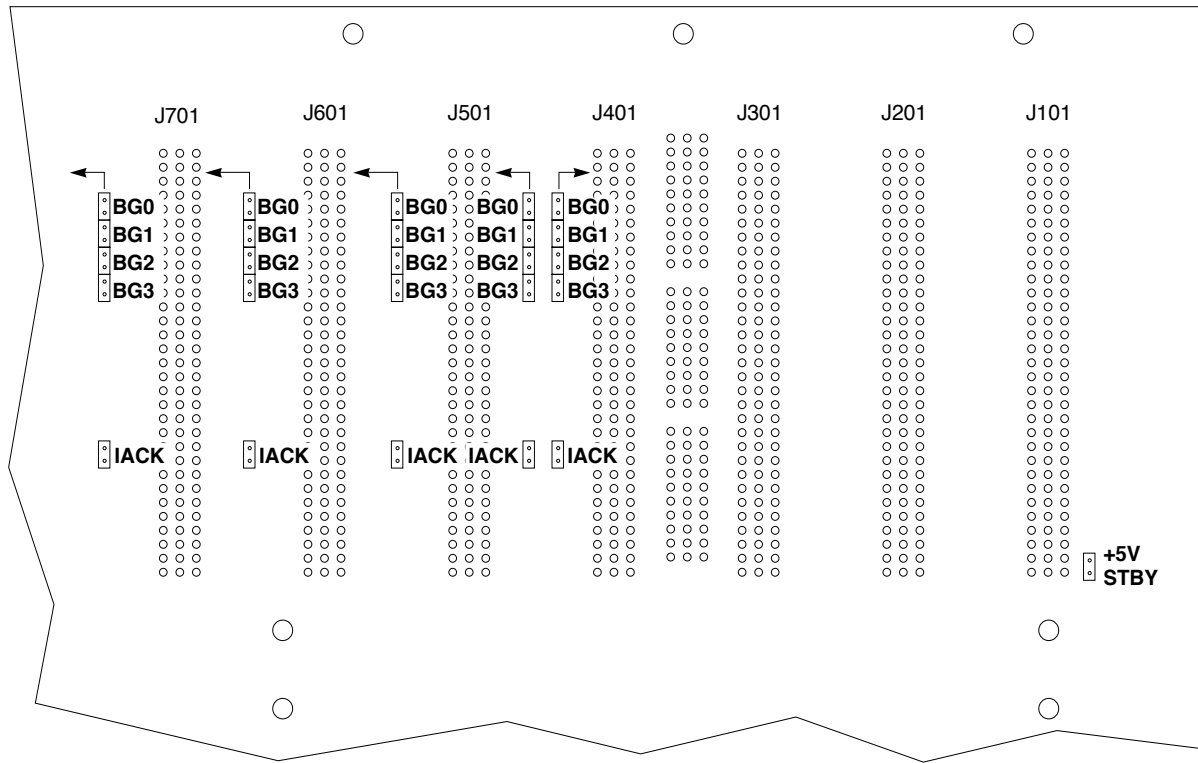 J701 J601 J501 J401 J301 J201 J101
BG0 BG0 BG0 BG0 BG0
BG1 BG1 BG1 BG1 BG1
BG2 BG2 BG2 BG2 BG2
BG3 BG3 BG3 BG3 BG3
IACK IACK IACK IACK IACK
+5V
STBY